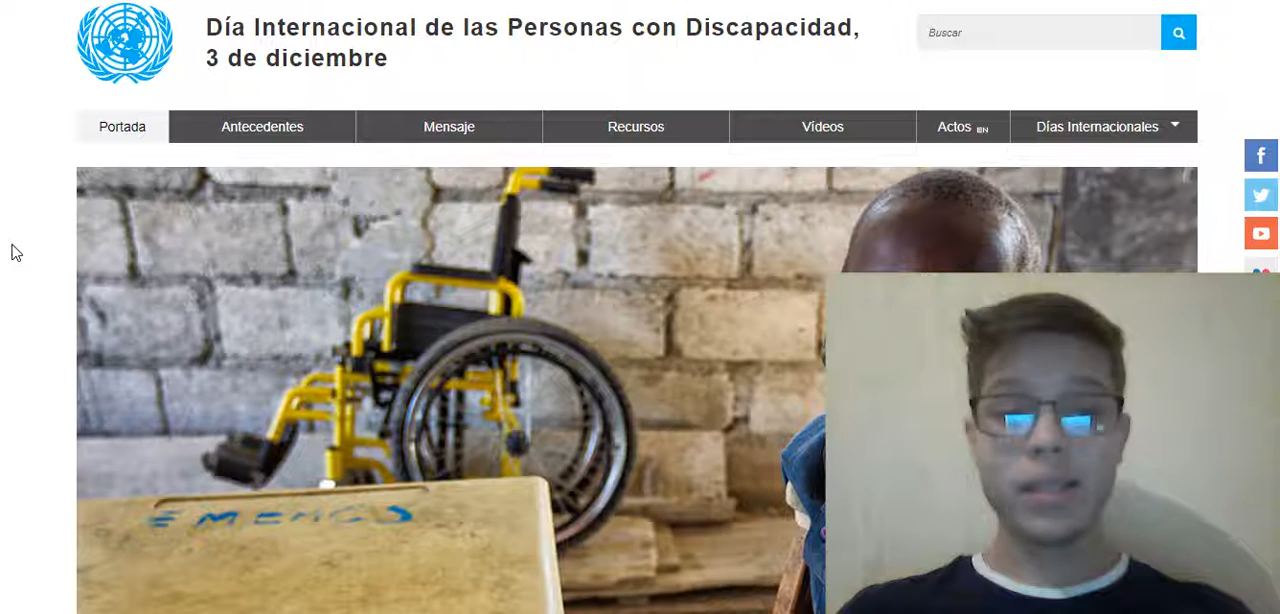 Día Internacional de las Personas con Discapacidad,
3 de diciembre
Buscar
Portada
Antecedentes
Mensaje
Recursos
Vídeos
Actos EN
Días Internacionales